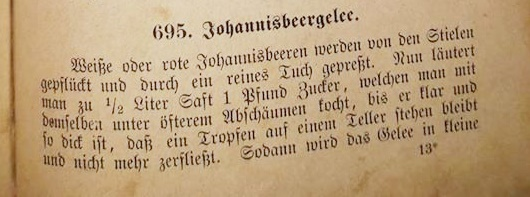 695. Johannisbeergelee.
Weiße oder rote Johannisbeeren werden von den Stielen
gepflückt und durch ein reines Tuch gepreßt. Nun läutert
man zu 1/2 Liter Saft 1 Pfund Zucker, welchen man mit
demselben unter öfterem Abschäumen kocht, bis er klar und
so dick ist, daß ein Tropfen auf einem Teller stehen bleibt
und nicht mehr zerfließt. Sodann wird das Gelee in kleine
13*